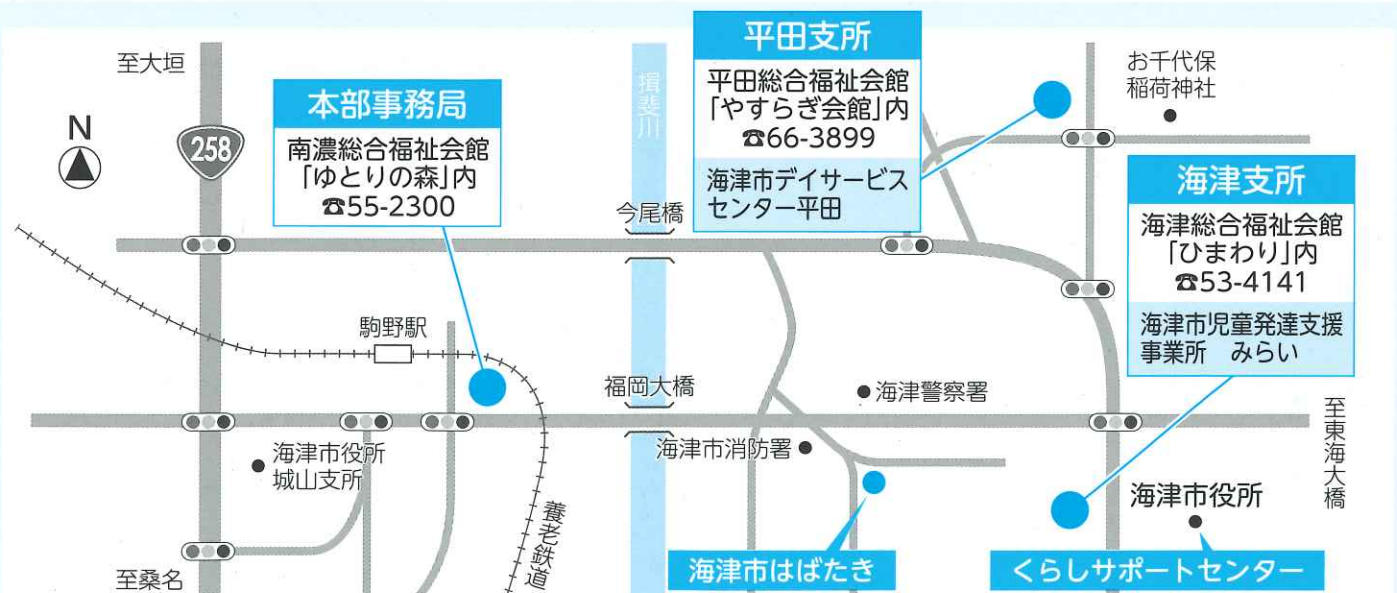 至大垣
N
258
本部事務局
南濃総合福祉会館
「ゆとりの森」内
☎55-2300
揖斐川
平田支所
平田総合福祉会館
「やすらぎ会館」内
☎66-3899
海津市デイサービス
センター平田
お千代保
稲荷神社
海津支所
海津総合福祉会館
「ひまわり」内
☎53-4141
海津市児童発達支援
事業所　みらい
今尾橋
駒野駅
福岡大橋
海津警察署
海津市消防署
海津市役所
城山支所
養老鉄道
至東海大橋
海津市役所
至桑名
海津市はばたき
くらしサポートセンター